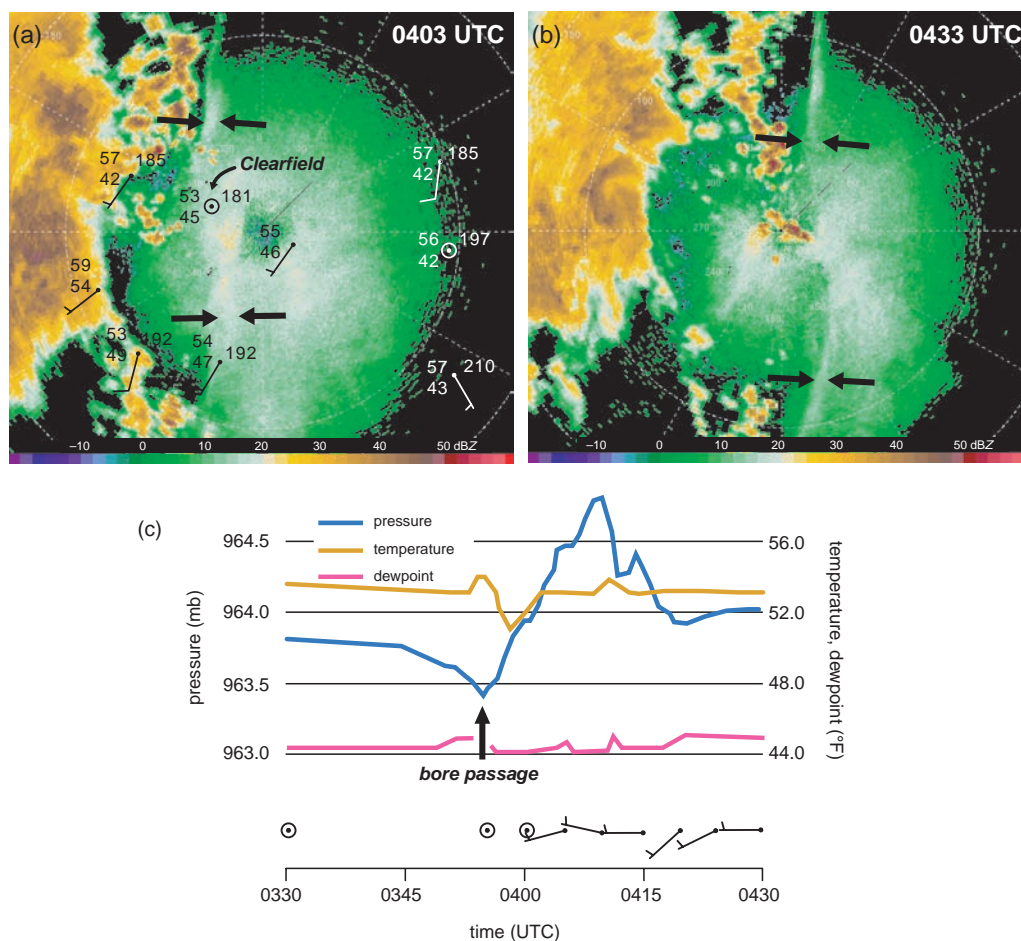 (a) 0403 UTC
Clearfield
57 185
42
53 181
45
55
46
57 185
42
56 197
42
59
54
53 192
49
54
47 192
57 210
43
−10 0 10 20 30 40 50 dBZ
(b) 0433 UTC
−10 0 10 20 30 40 50 dBZ
(c)
pressure
temperature
dewpoint
pressure (mb)
964.5
964.0
963.5
963.0
temperature, dewpoint (°F)
56.0
52.0
48.0
44.0
bore passage
0330 0345 0400 0415 0430
time (UTC)